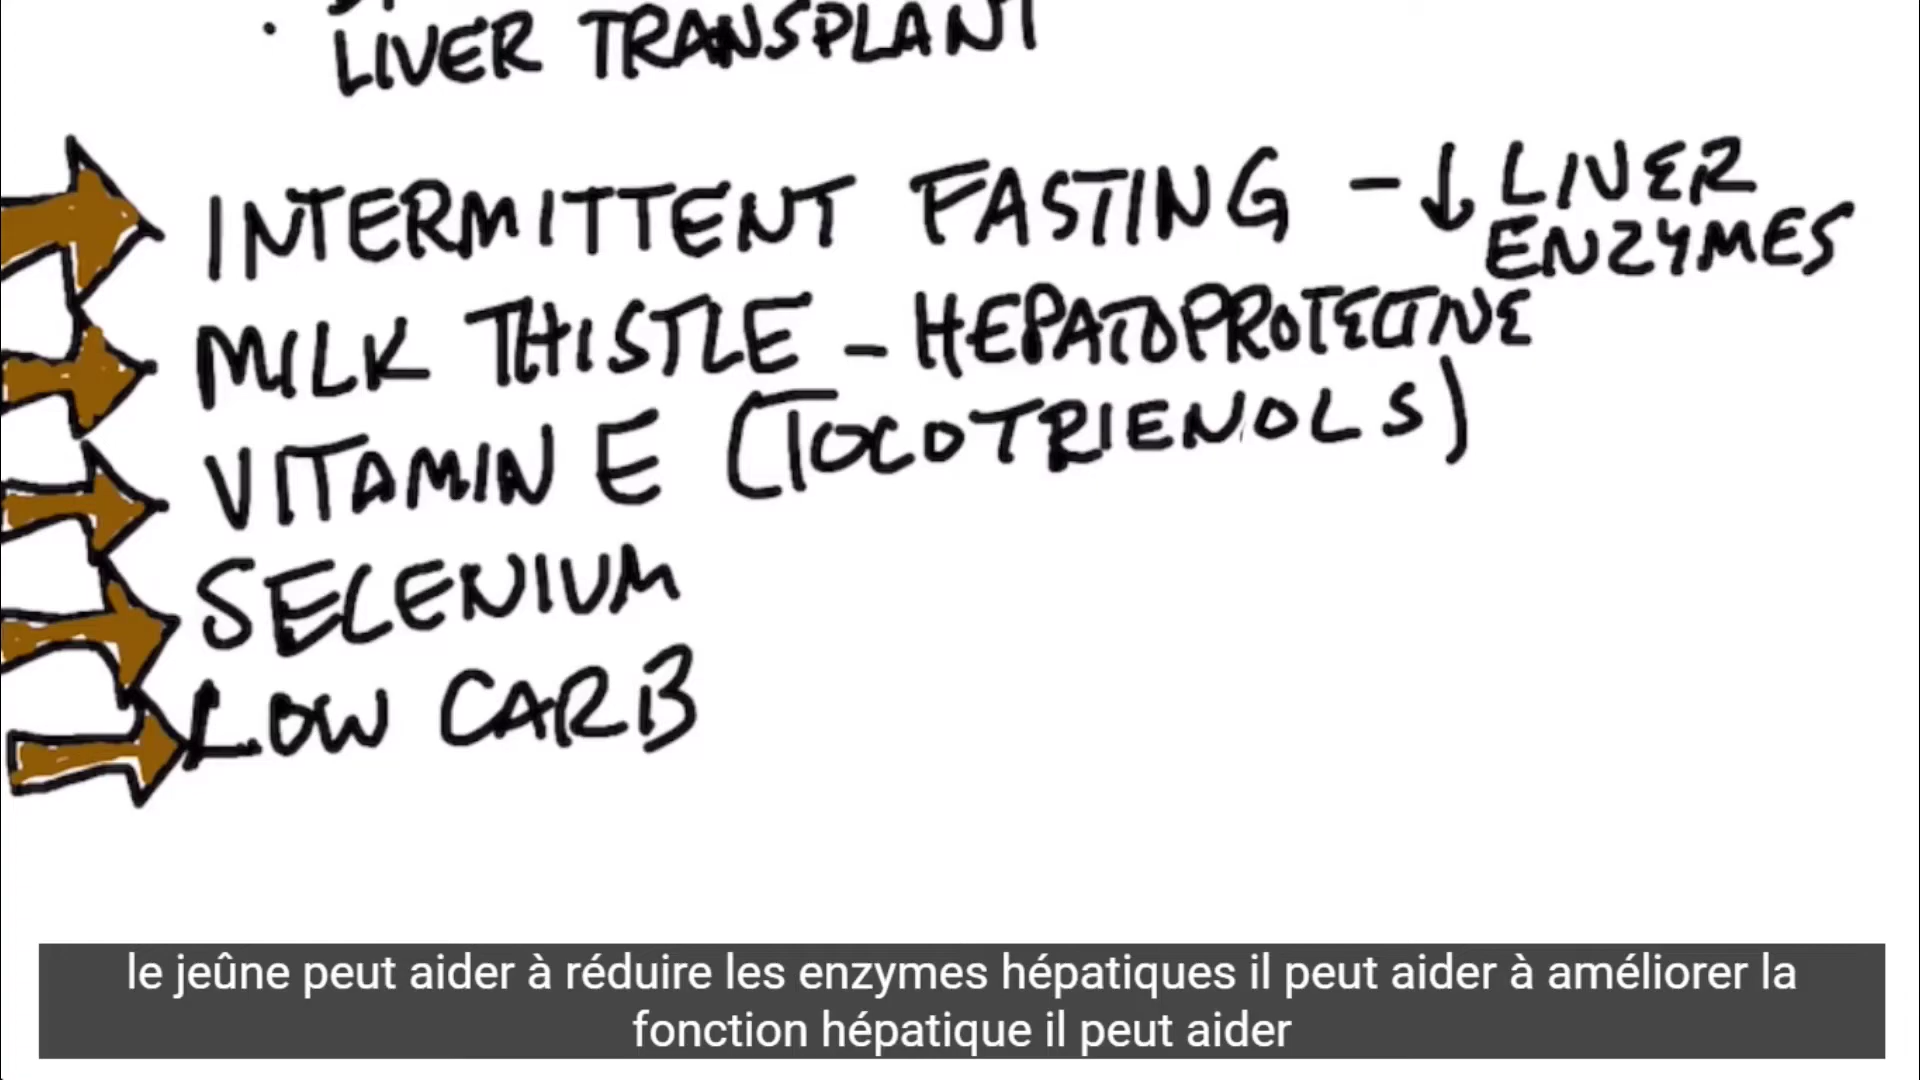 · LIVER TRANSPLANT
INTERMITTENT FASTING - ↓ LIVER
ENZYMES
MILK THISTLE - HEPATOPROTECTIVE
VITAMIN E (TOCOTRIENOLS)
SELENIUM
LOW CARB
le jeûne peut aider à réduire les enzymes hépatiques il peut aider à améliorer la
fonction hépatique il peut aider